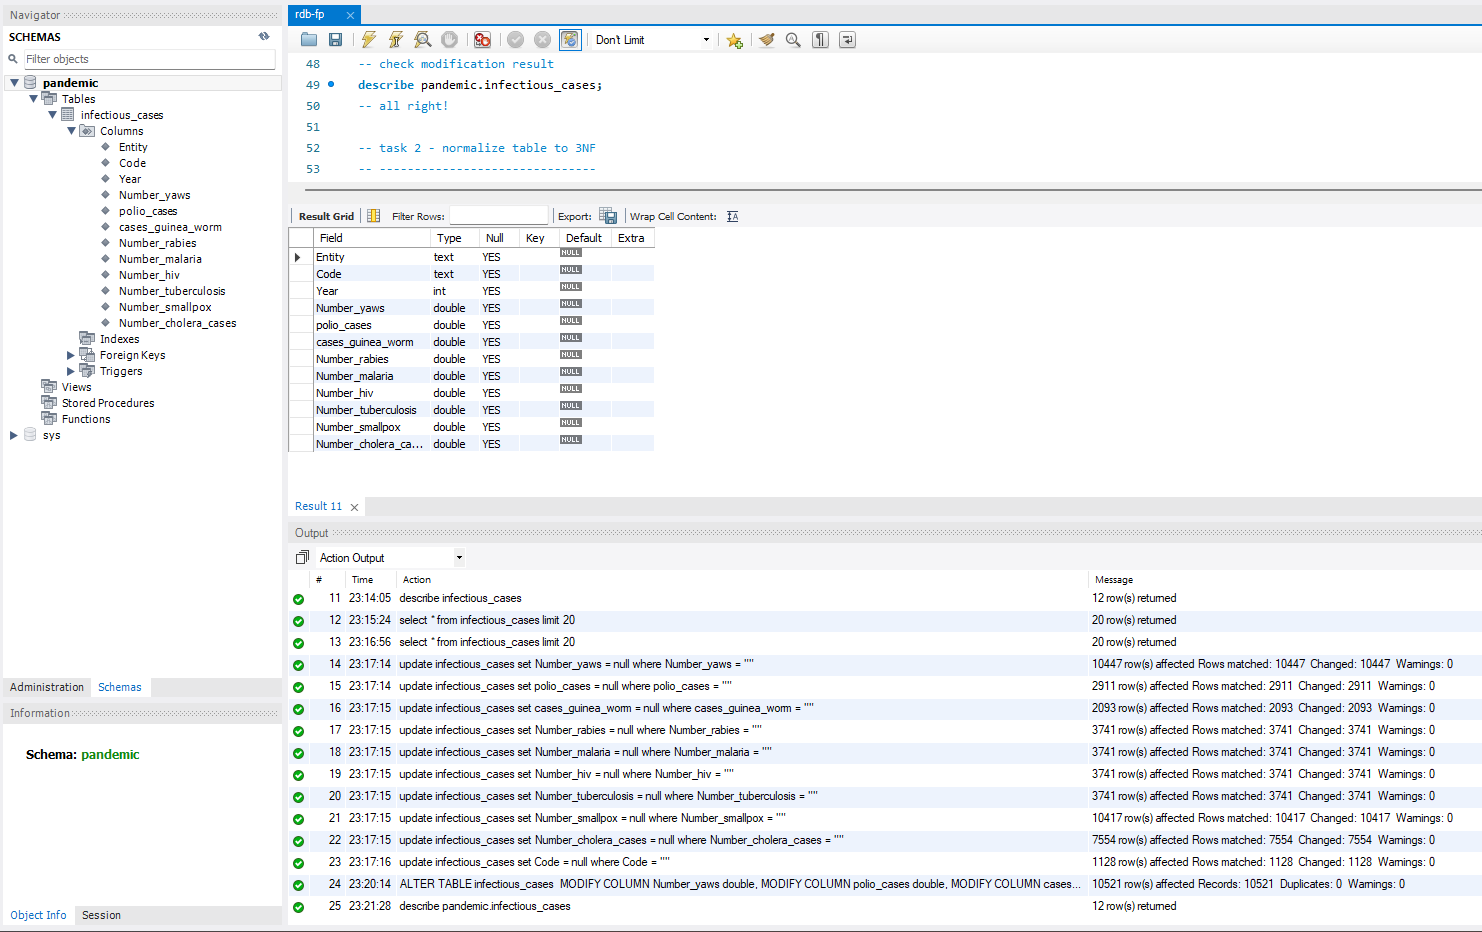 Navigator
SCHEMAS
Filter objects
pandemic
Tables
infectious_cases
Columns
Entity
Code
Year
Number_yaws
polio_cases
cases_guinea_worm
Number_rabies
Number_malaria
Number_hiv
Number_tuberculosis
Number_smallpox
Number_cholera_cases
Indexes
Foreign Keys
Triggers
Views
Stored Procedures
Functions
sys
Administration Schemas
Information
Schema: pandemic
Object Info Session
rdb-fp
Don't Limit
48 -- check modification result
49 describe pandemic.infectious_cases;
50 -- all right!
51
52 -- task 2 - normalize table to 3NF
53 -- ------------------------------
Result Grid Filter Rows: Export: Wrap Cell Content:
Field Type Null Key Default Extra
Entity text YES NULL
Code text YES NULL
Year int YES NULL
Number_yaws double YES NULL
polio_cases double YES NULL
cases_guinea_worm double YES NULL
Number_rabies double YES NULL
Number_malaria double YES NULL
Number_hiv double YES NULL
Number_tuberculosis double YES NULL
Number_smallpox double YES NULL
Number_cholera_ca... double YES NULL
Result 11
Output
Action Output
# Time Action Message
11 23:14:05 describe infectious_cases 12 row(s) returned
12 23:15:24 select * from infectious_cases limit 20 20 row(s) returned
13 23:16:56 select * from infectious_cases limit 20 20 row(s) returned
14 23:17:14 update infectious_cases set Number_yaws = null where Number_yaws = "" 10447 row(s) affected Rows matched: 10447 Changed: 10447 Warnings: 0
15 23:17:14 update infectious_cases set polio_cases = null where polio_cases = "" 2911 row(s) affected Rows matched: 2911 Changed: 2911 Warnings: 0
16 23:17:15 update infectious_cases set cases_guinea_worm = null where cases_guinea_worm = "" 2093 row(s) affected Rows matched: 2093 Changed: 2093 Warnings: 0
17 23:17:15 update infectious_cases set Number_rabies = null where Number_rabies = "" 3741 row(s) affected Rows matched: 3741 Changed: 3741 Warnings: 0
18 23:17:15 update infectious_cases set Number_malaria = null where Number_malaria = "" 3741 row(s) affected Rows matched: 3741 Changed: 3741 Warnings: 0
19 23:17:15 update infectious_cases set Number_hiv = null where Number_hiv = "" 3741 row(s) affected Rows matched: 3741 Changed: 3741 Warnings: 0
20 23:17:15 update infectious_cases set Number_tuberculosis = null where Number_tuberculosis = "" 3741 row(s) affected Rows matched: 3741 Changed: 3741 Warnings: 0
21 23:17:15 update infectious_cases set Number_smallpox = null where Number_smallpox = "" 10417 row(s) affected Rows matched: 10417 Changed: 10417 Warnings: 0
22 23:17:15 update infectious_cases set Number_cholera_cases = null where Number_cholera_cases = "" 7554 row(s) affected Rows matched: 7554 Changed: 7554 Warnings: 0
23 23:17:16 update infectious_cases set Code = null where Code = "" 1128 row(s) affected Rows matched: 1128 Changed: 1128 Warnings: 0
24 23:20:14 ALTER TABLE infectious_cases MODIFY COLUMN Number_yaws double, MODIFY COLUMN polio_cases double, MODIFY COLUMN cases... 10521 row(s) affected Records: 10521 Duplicates: 0 Warnings: 0
25 23:21:28 describe pandemic.infectious_cases 12 row(s) returned